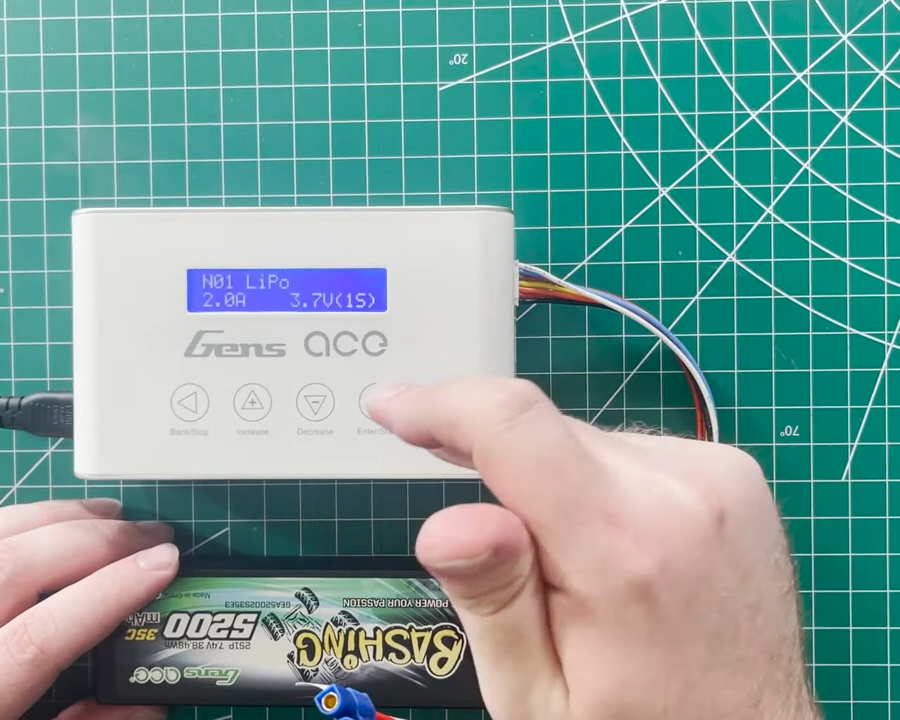 20°
N01 LiPo
2.0A 3.7V(1S)
Gens ace
Back/Stop Increase Decrease
70°
POWER YOUR PASSION
GEA52002S35E3
BASHING
5200
mAh
35C
2S1P 7.4V 38.48Wh
Gens ace